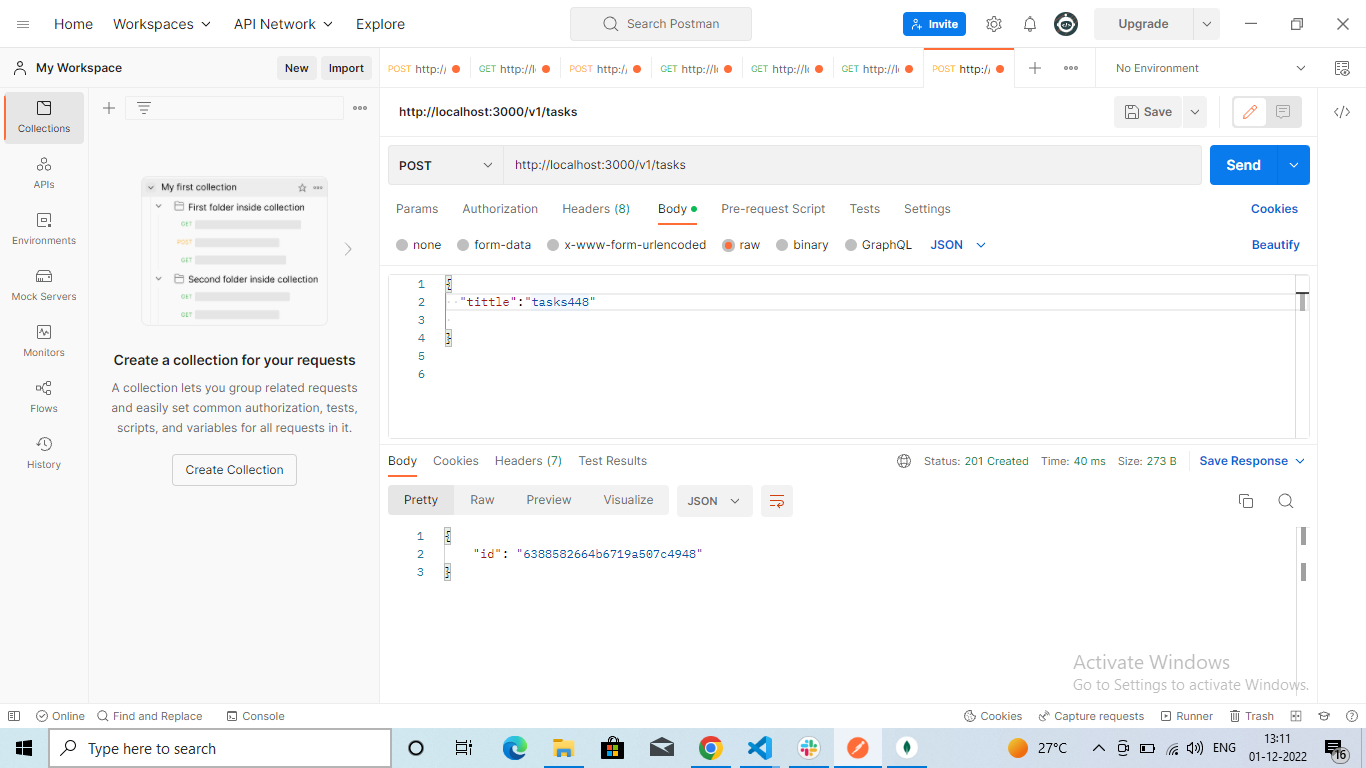 Home Workspaces API Network Explore Search Postman Invite Upgrade
My Workspace New Import POST http:/ GET http://l GET http://l POST http:/ GET http://l GET http://l GET http://l POST http:/ No Environment
Collections
APIs
Environments
Mock Servers
Monitors
Flows
History
My first collection
First folder inside collection
GET
POST
GET
Second folder inside collection
GET
GET
Create a collection for your requests
A collection lets you group related requests
and easily set common authorization, tests,
scripts, and variables for all requests in it.
Create Collection
http://localhost:3000/v1/tasks Save
POST http://localhost:3000/v1/tasks Send
Params Authorization Headers (8) Body Pre-request Script Tests Settings Cookies
none form-data x-www-form-urlencoded raw binary GraphQL JSON Beautify
1 {
2 "tittle":"tasks448"
3
4 }
5
6
Body Cookies Headers (7) Test Results Status: 201 Created Time: 40 ms Size: 273 B Save Response
Pretty Raw Preview Visualize JSON
1 {
2 "id": "6388582664b6719a507c4948"
3 }
Activate Windows
Go to Settings to activate Windows.
Online Find and Replace Console Cookies Capture requests Runner Trash
Type here to search 27°C ENG 13:11
01-12-2022 16